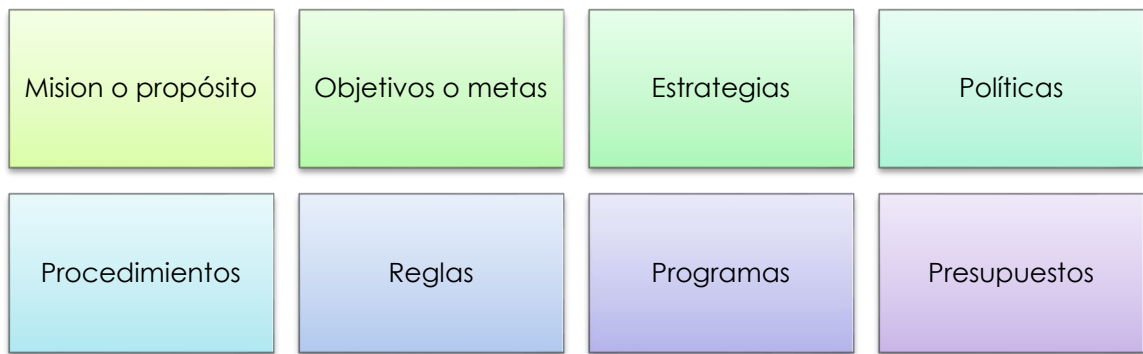 Mision o propósito
Objetivos o metas
Estrategias
Políticas
Procedimientos
Reglas
Programas
Presupuestos